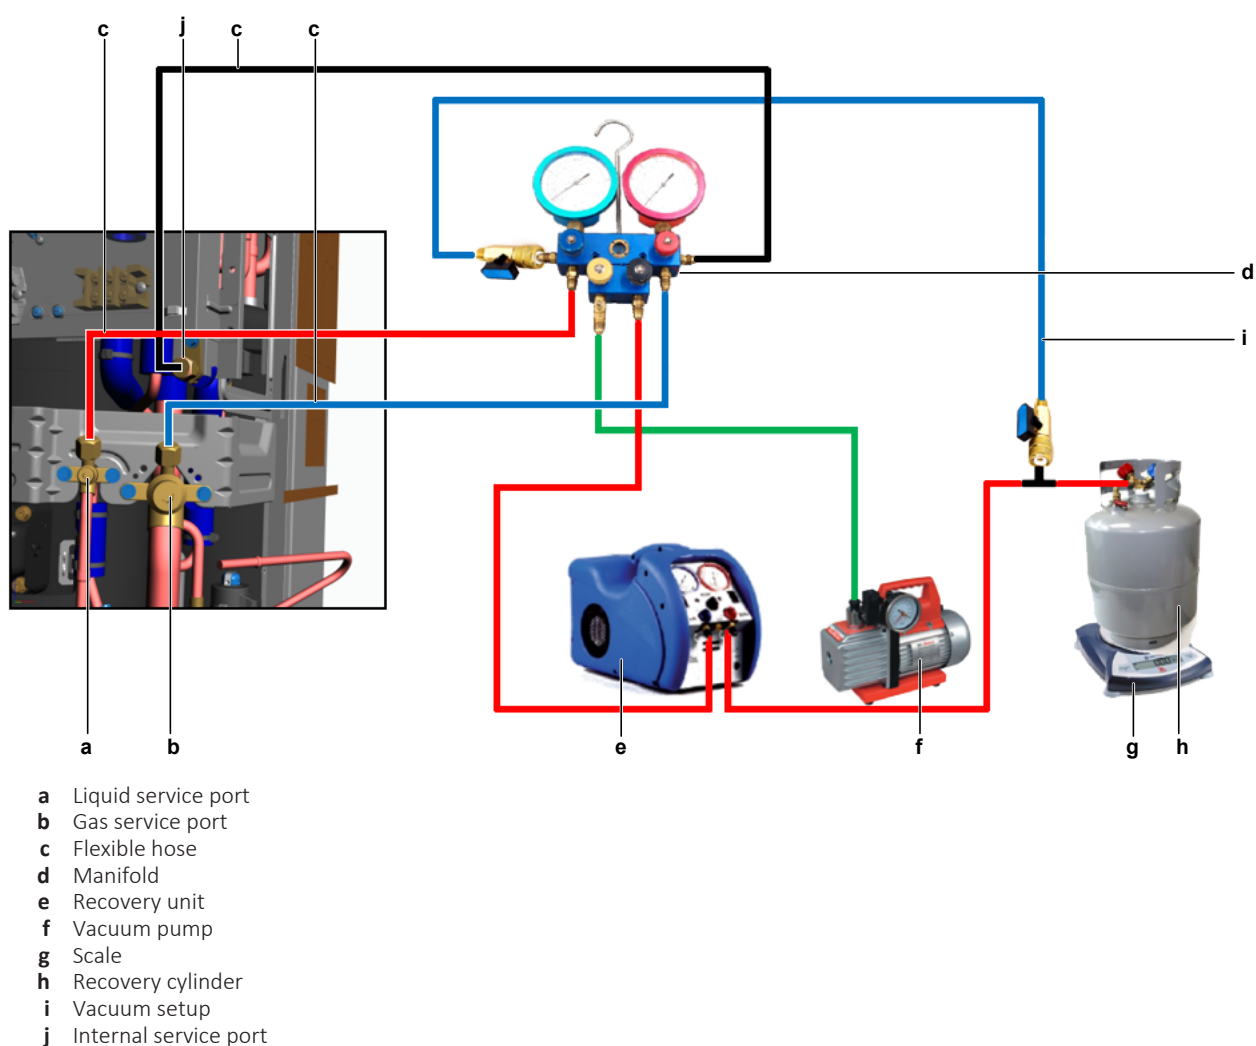 c j c c
d
i
a b e f g h
a Liquid service port
b Gas service port
c Flexible hose
d Manifold
e Recovery unit
f Vacuum pump
g Scale
h Recovery cylinder
i Vacuum setup
j Internal service port